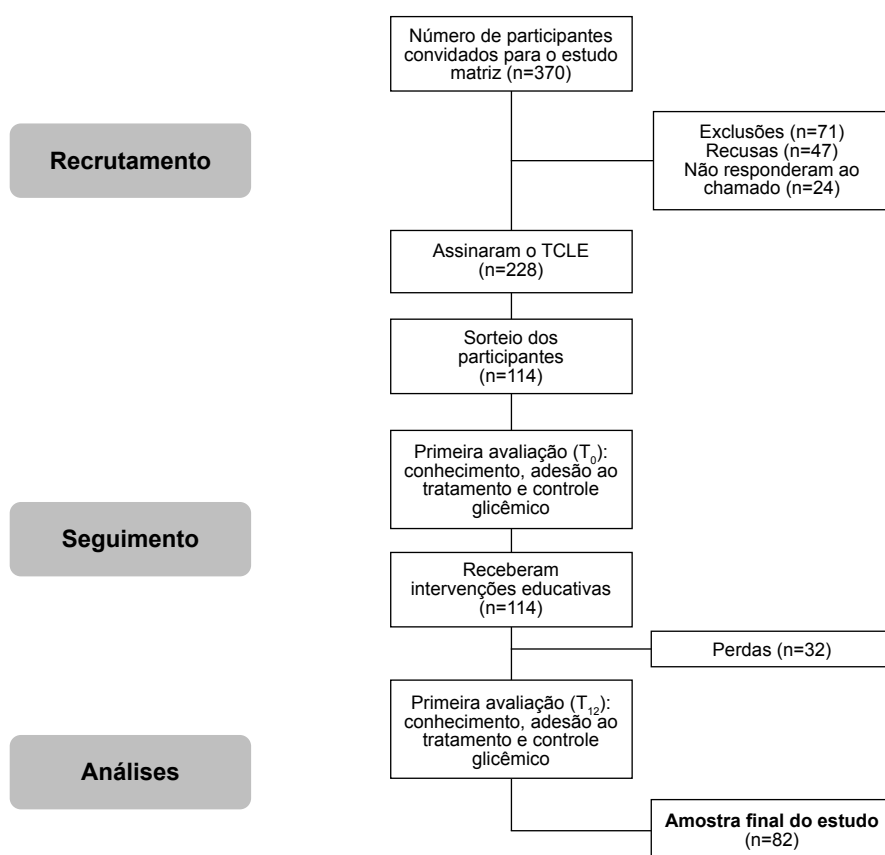 Número de participantes
convidados para o estudo
matriz (n=370)
Recrutamento
Exclusões (n=71)
Recusas (n=47)
Não responderam ao
chamado (n=24)
Assinaram o TCLE
(n=228)
Sorteio dos
participantes
(n=114)
Primeira avaliação (T₀):
conhecimento, adesão ao
tratamento e controle
glicêmico
Seguimento
Receberam
intervenções educativas
(n=114)
Perdas (n=32)
Primeira avaliação (T₁₂):
conhecimento, adesão ao
tratamento e controle
glicêmico
Análises
Amostra final do estudo
(n=82)